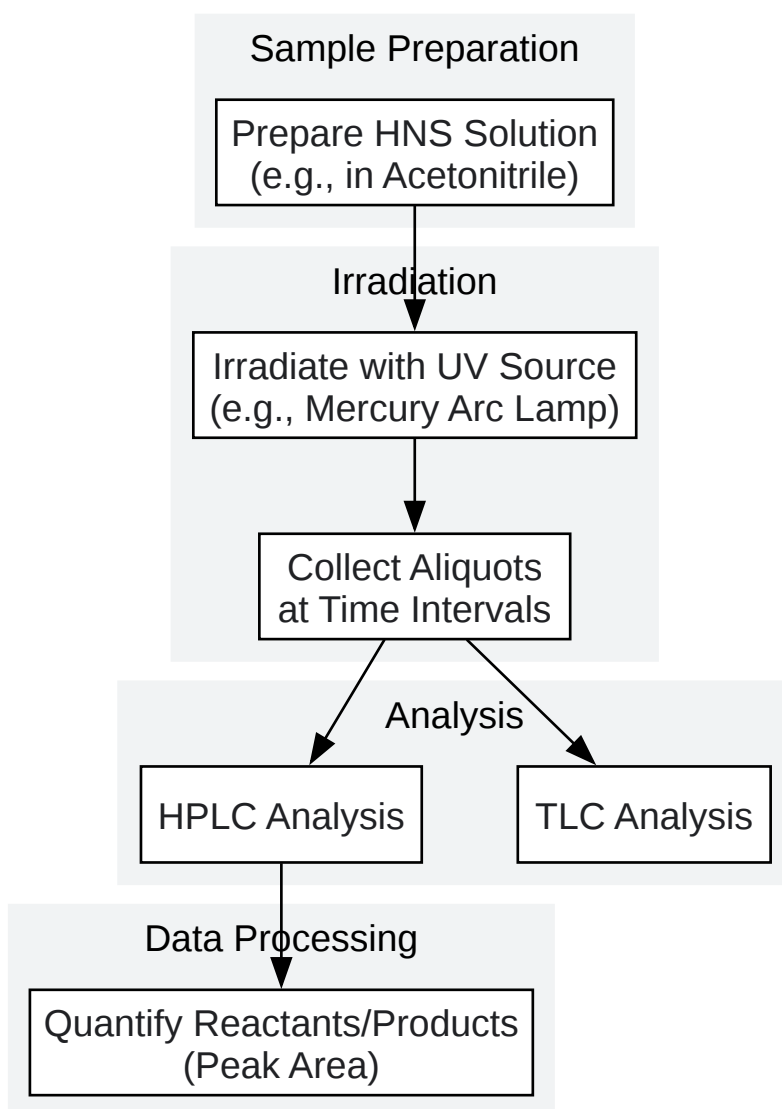 Sample Preparation
Prepare HNS Solution
(e.g., in Acetonitrile)
Irradiation
Irradiate with UV Source
(e.g., Mercury Arc Lamp)
Collect Aliquots
at Time Intervals
Analysis
HPLC Analysis
TLC Analysis
Data Processing
Quantify Reactants/Products
(Peak Area)